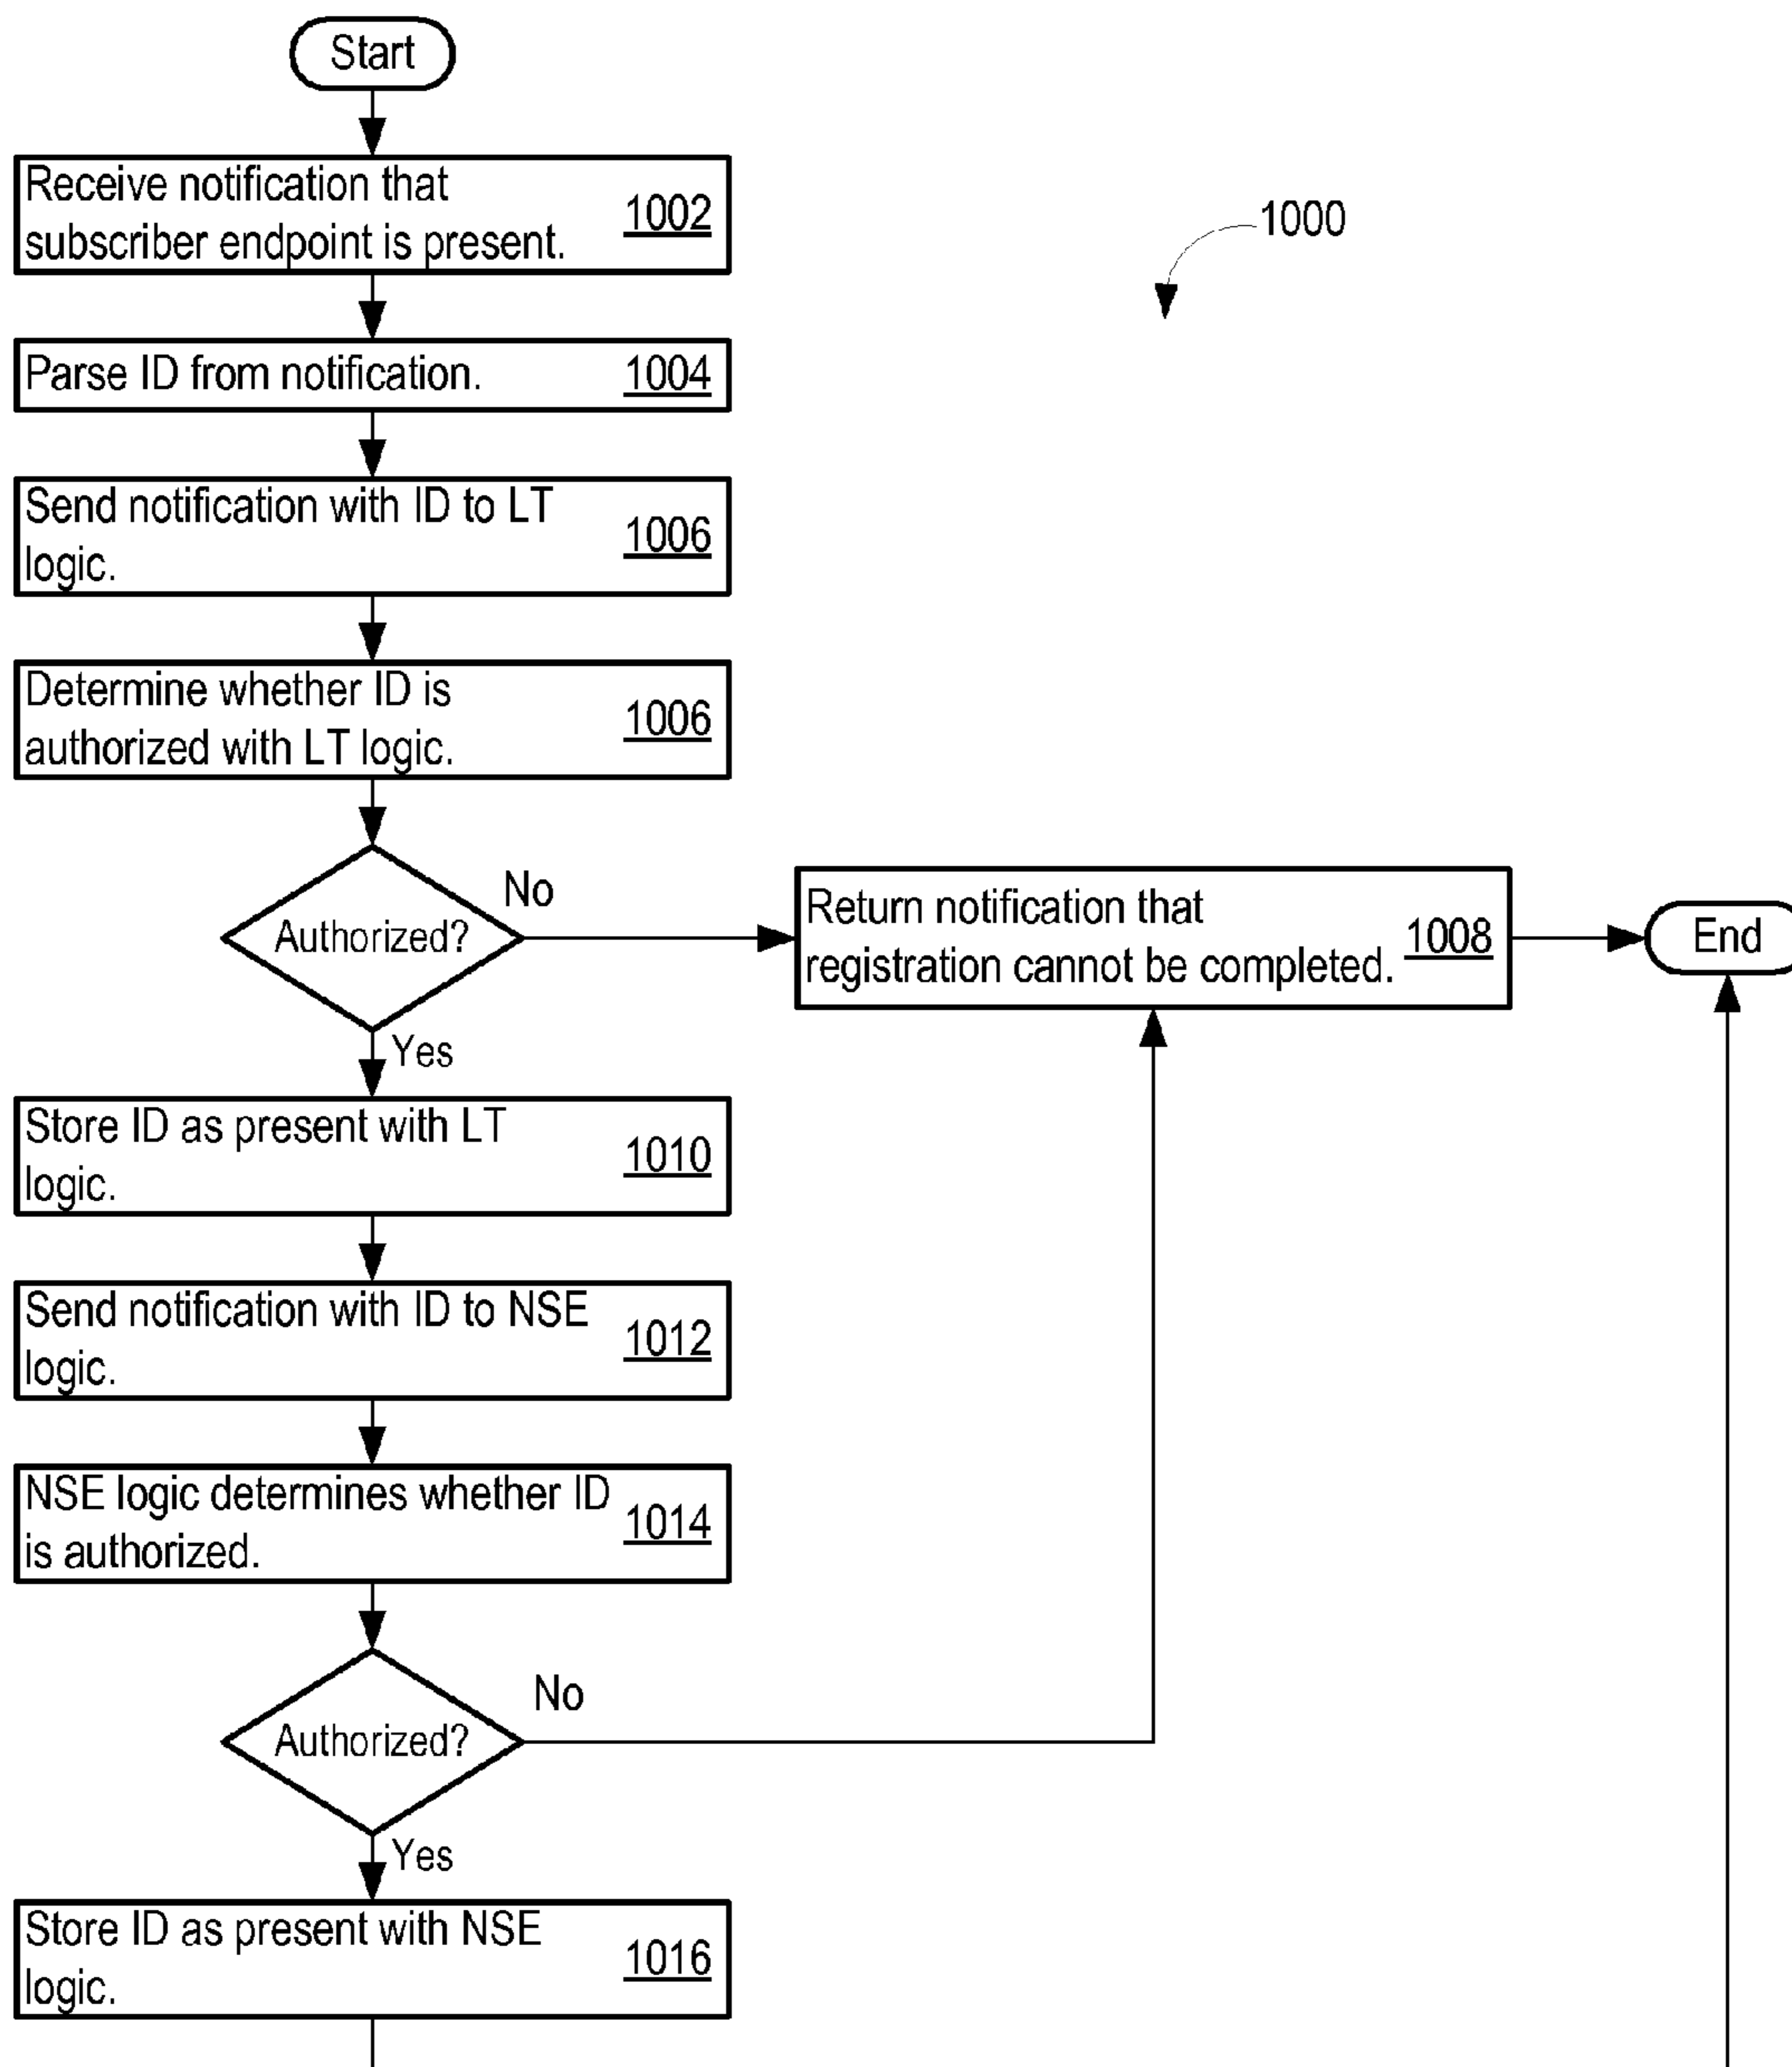 Start
Receive notification that
subscriber endpoint is present.
1002
1000
Parse ID from notification.
1004
Send notification with ID to LT
logic.
1006
Determine whether ID is
authorized with LT logic.
1006
Authorized?
No
Return notification that
registration cannot be completed.
1008
End
Yes
Store ID as present with LT
logic.
1010
Send notification with ID to NSE
logic.
1012
NSE logic determines whether ID
is authorized.
1014
Authorized?
No
Yes
Store ID as present with NSE
logic.
1016